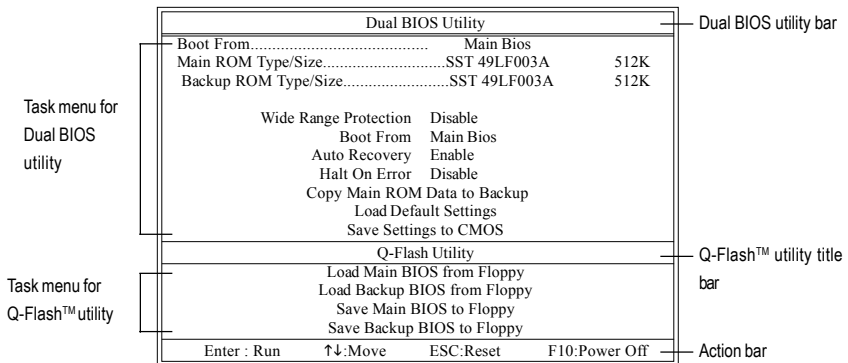 Dual BIOS Utility
Dual BIOS utility bar
Boot From.......................................... Main Bios
Main ROM Type/Size.............................SST 49LF003A 512K
Backup ROM Type/Size.........................SST 49LF003A 512K
Task menu for
Dual BIOS
utility
Wide Range Protection Disable
Boot From Main Bios
Auto Recovery Enable
Halt On Error Disable
Copy Main ROM Data to Backup
Load Default Settings
Save Settings to CMOS
Q-Flash Utility
Q-Flash™ utility title
bar
Task menu for
Q-Flash™ utility
Load Main BIOS from Floppy
Load Backup BIOS from Floppy
Save Main BIOS to Floppy
Save Backup BIOS to Floppy
Enter : Run ↑↓:Move ESC:Reset F10:Power Off
Action bar